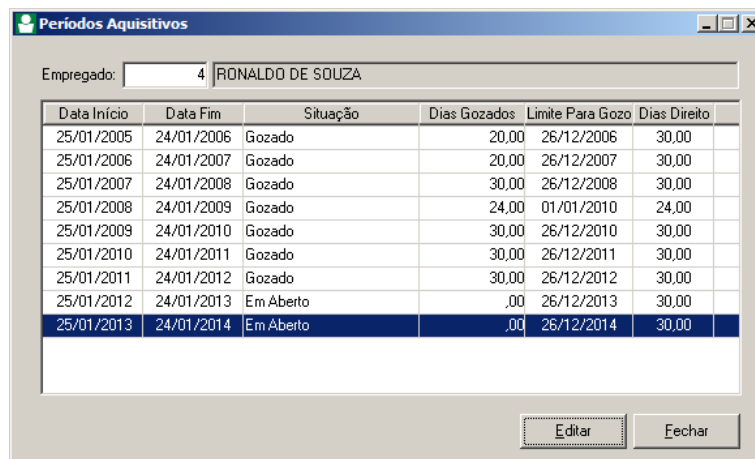 Períodos Aquisitivos
Empregado: 4 RONALDO DE SOUZA
Data Início Data Fim Situação Dias Gozados Limite Para Gozo Dias Direito
25/01/2005 24/01/2006 Gozado 20,00 26/12/2006 30,00
25/01/2006 24/01/2007 Gozado 20,00 26/12/2007 30,00
25/01/2007 24/01/2008 Gozado 30,00 26/12/2008 30,00
25/01/2008 24/01/2009 Gozado 24,00 01/01/2010 24,00
25/01/2009 24/01/2010 Gozado 30,00 26/12/2010 30,00
25/01/2010 24/01/2011 Gozado 30,00 26/12/2011 30,00
25/01/2011 24/01/2012 Gozado 30,00 26/12/2012 30,00
25/01/2012 24/01/2013 Em Aberto ,00 26/12/2013 30,00
25/01/2013 24/01/2014 Em Aberto ,00 26/12/2014 30,00
Editar Fechar